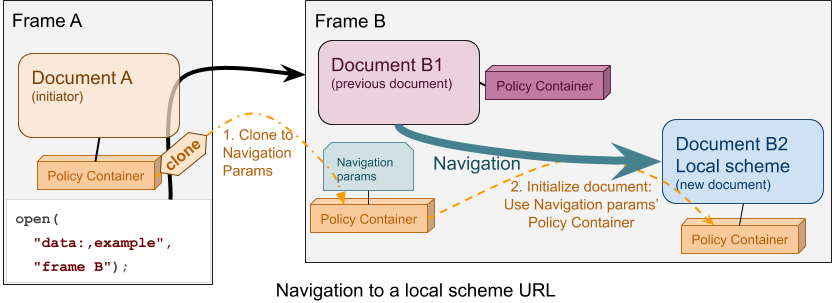 Frame A
Document A
(initiator)
clone
Policy Container
open(
"data:,example",
"frame B");
1. Clone to
Navigation
Params
Frame B
Document B1
(previous document)
Policy Container
Navigation
Navigation
params
Policy Container
2. Initialize document:
Use Navigation params’
Policy Container
Document B2
Local scheme
(new document)
Policy Container
Navigation to a local scheme URL